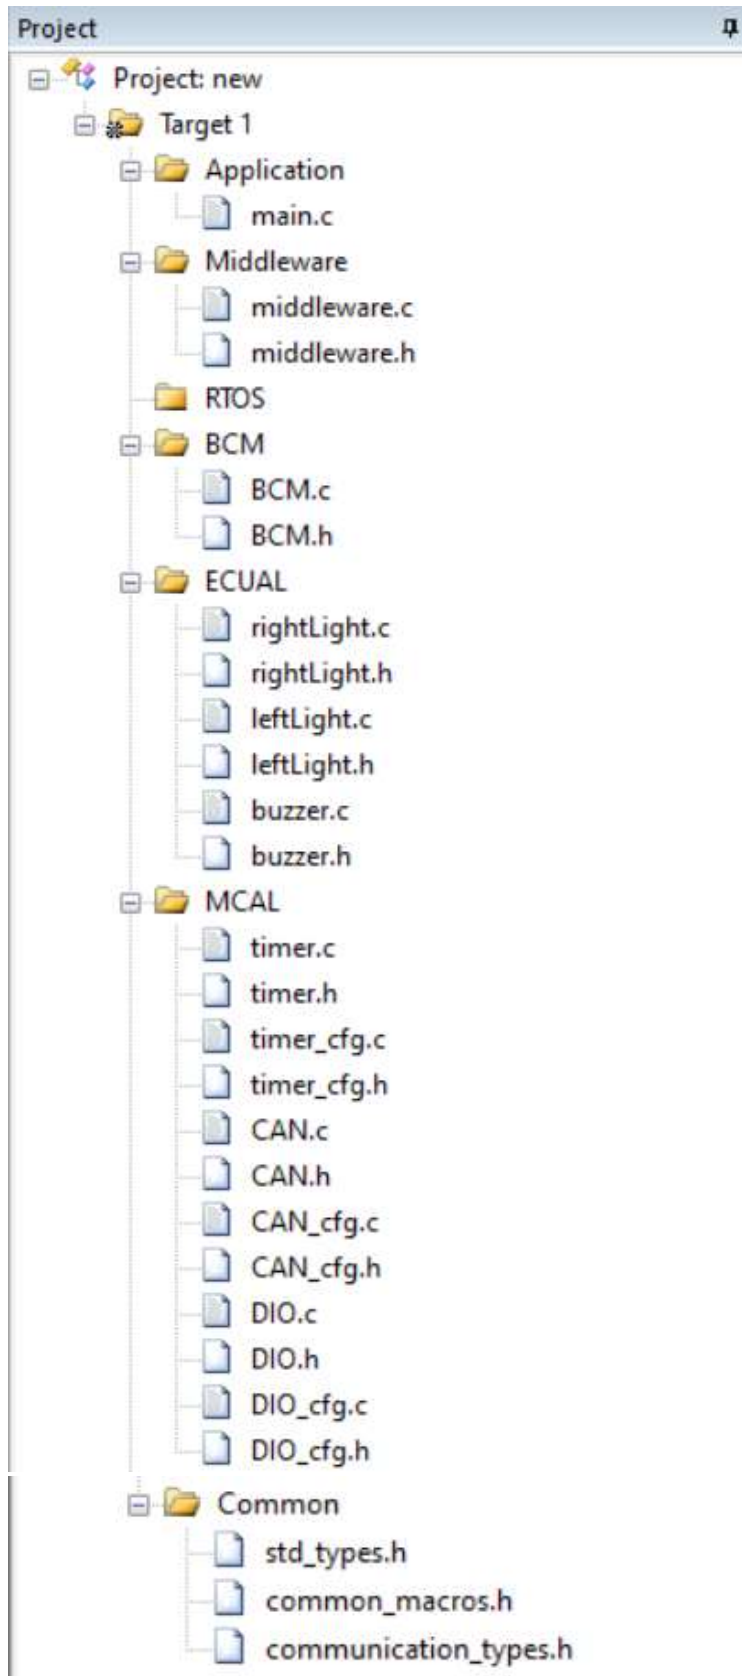 Project
Project: new
Target 1
Application
main.c
Middleware
middleware.c
middleware.h
RTOS
BCM
BCM.c
BCM.h
ECUAL
rightLight.c
rightLight.h
leftLight.c
leftLight.h
buzzer.c
buzzer.h
MCAL
timer.c
timer.h
timer_cfg.c
timer_cfg.h
CAN.c
CAN.h
CAN_cfg.c
CAN_cfg.h
DIO.c
DIO.h
DIO_cfg.c
DIO_cfg.h
Common
std_types.h
common_macros.h
communication_types.h